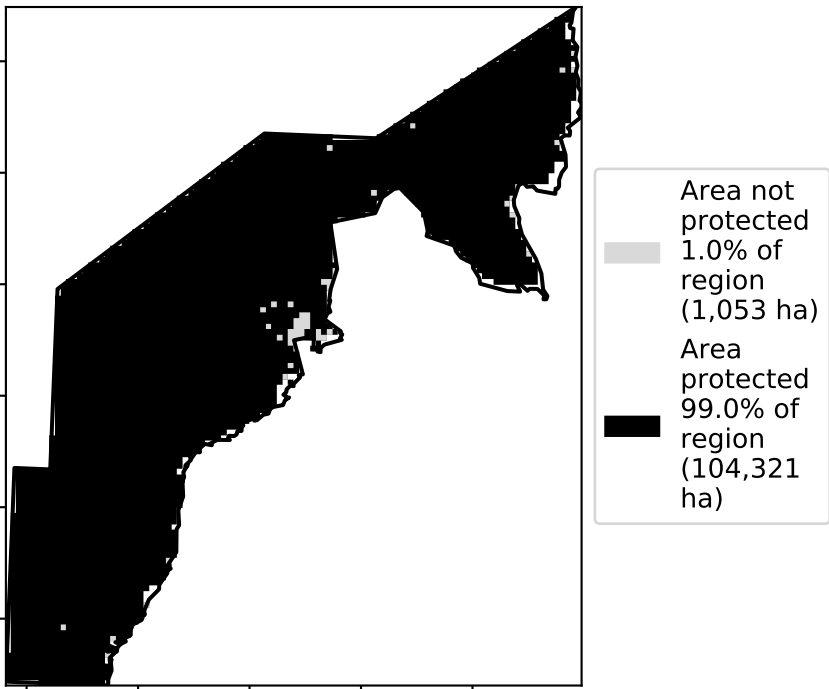 Area not
protected
1.0% of
region
(1,053 ha)
Area
protected
99.0% of
region
(104,321
ha)